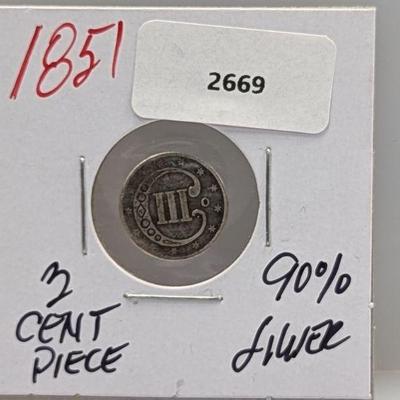 1851
2669
III
O
3
CENT
PIECE
90%
SILVER